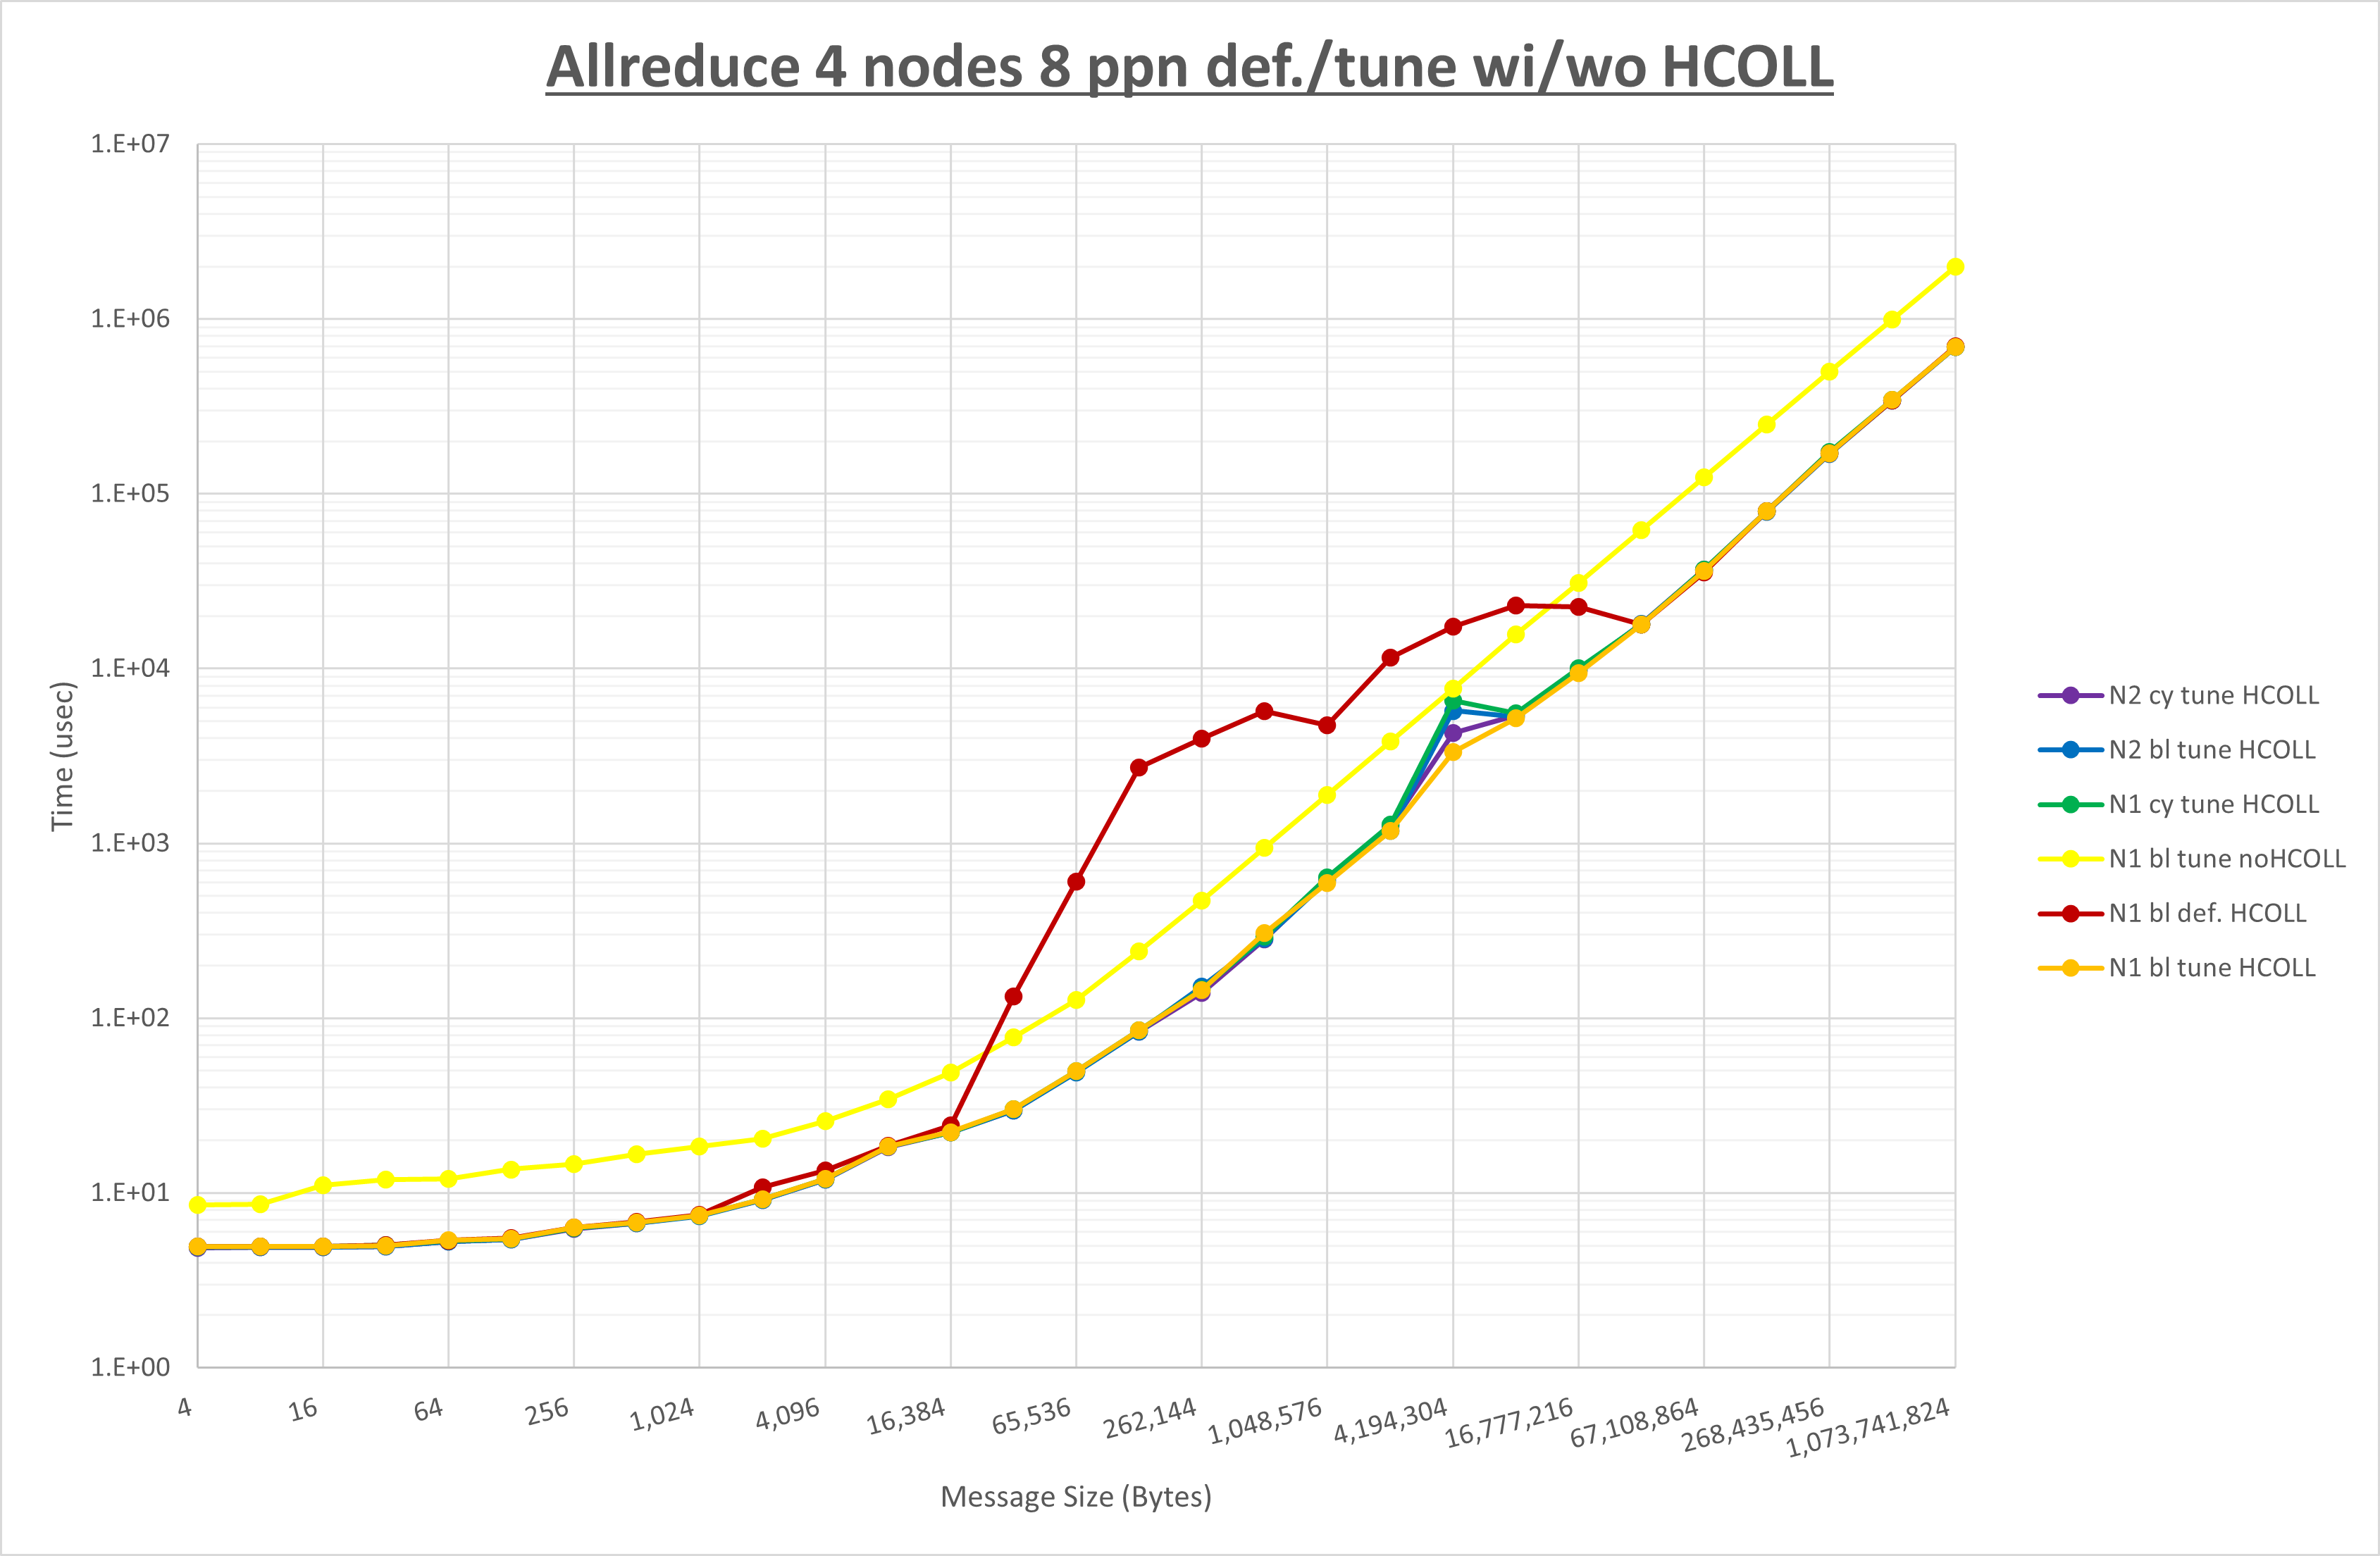 Allreduce 4 nodes 8 ppn def./tune wi/wo HCOLL
1.E+07
1.E+06
1.E+05
1.E+04
1.E+03
1.E+02
1.E+01
1.E+00
Time (usec)
4
16
64
256
1,024
4,096
16,384
65,536
262,144
1,048,576
4,194,304
16,777,216
67,108,864
268,435,456
1,073,741,824
Message Size (Bytes)
N2 cy tune HCOLL
N2 bl tune HCOLL
N1 cy tune HCOLL
N1 bl tune noHCOLL
N1 bl def. HCOLL
N1 bl tune HCOLL